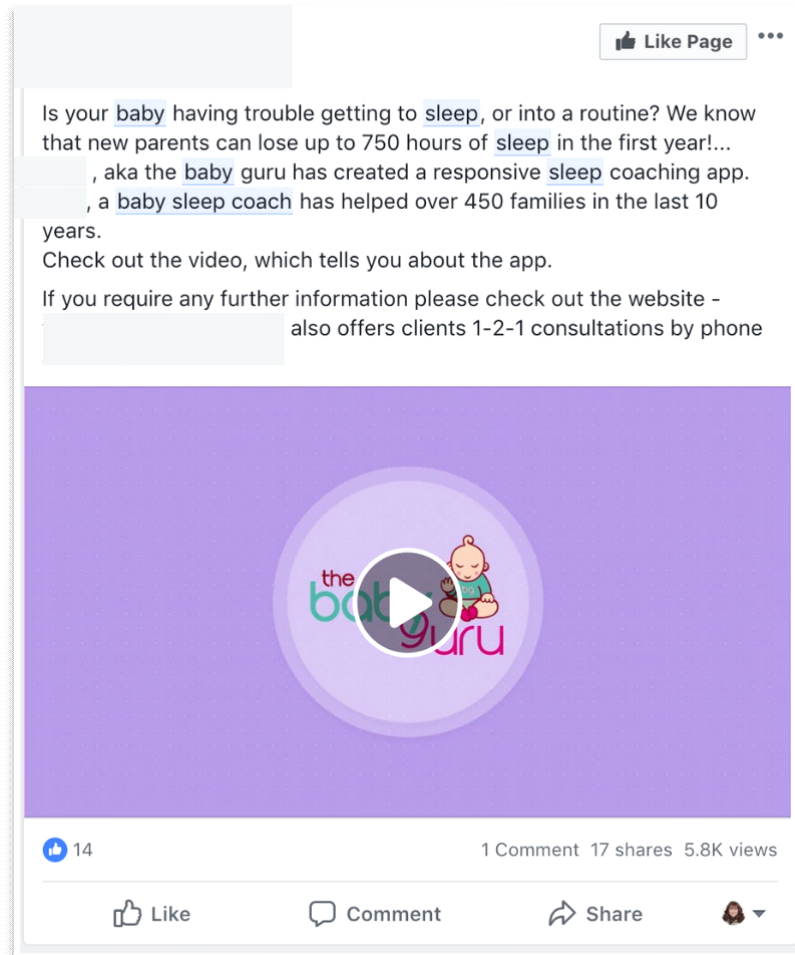 Like Page
Is your baby having trouble getting to sleep, or into a routine? We know
that new parents can lose up to 750 hours of sleep in the first year!...
, aka the baby guru has created a responsive sleep coaching app.
, a baby sleep coach has helped over 450 families in the last 10
years.
Check out the video, which tells you about the app.
If you require any further information please check out the website -
also offers clients 1-2-1 consultations by phone
the
baby
guru
bg
14
1 Comment 17 shares 5.8K views
Like Comment Share